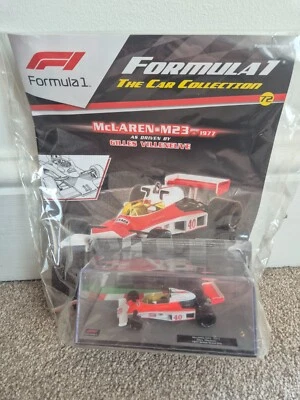 F1
Formula 1
FORMULA 1
THE CAR COLLECTION
72
McLAREN M23 - 1977
AS DRIVEN BY
GILLES VILLENEUVE
40
40